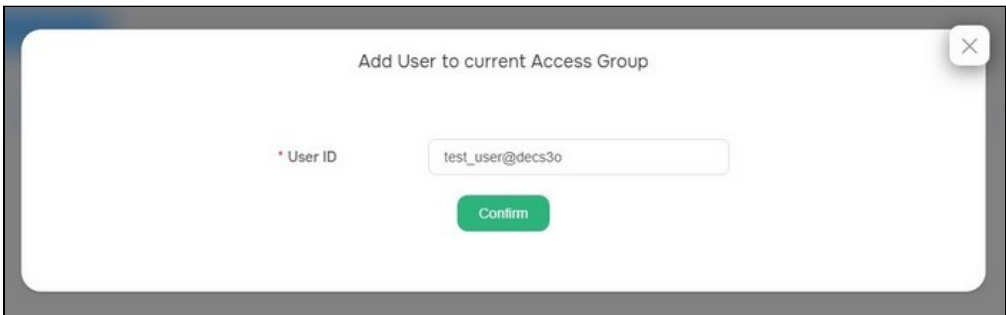 Add User to current Access Group
* User ID
test_user@decs3o
Confirm